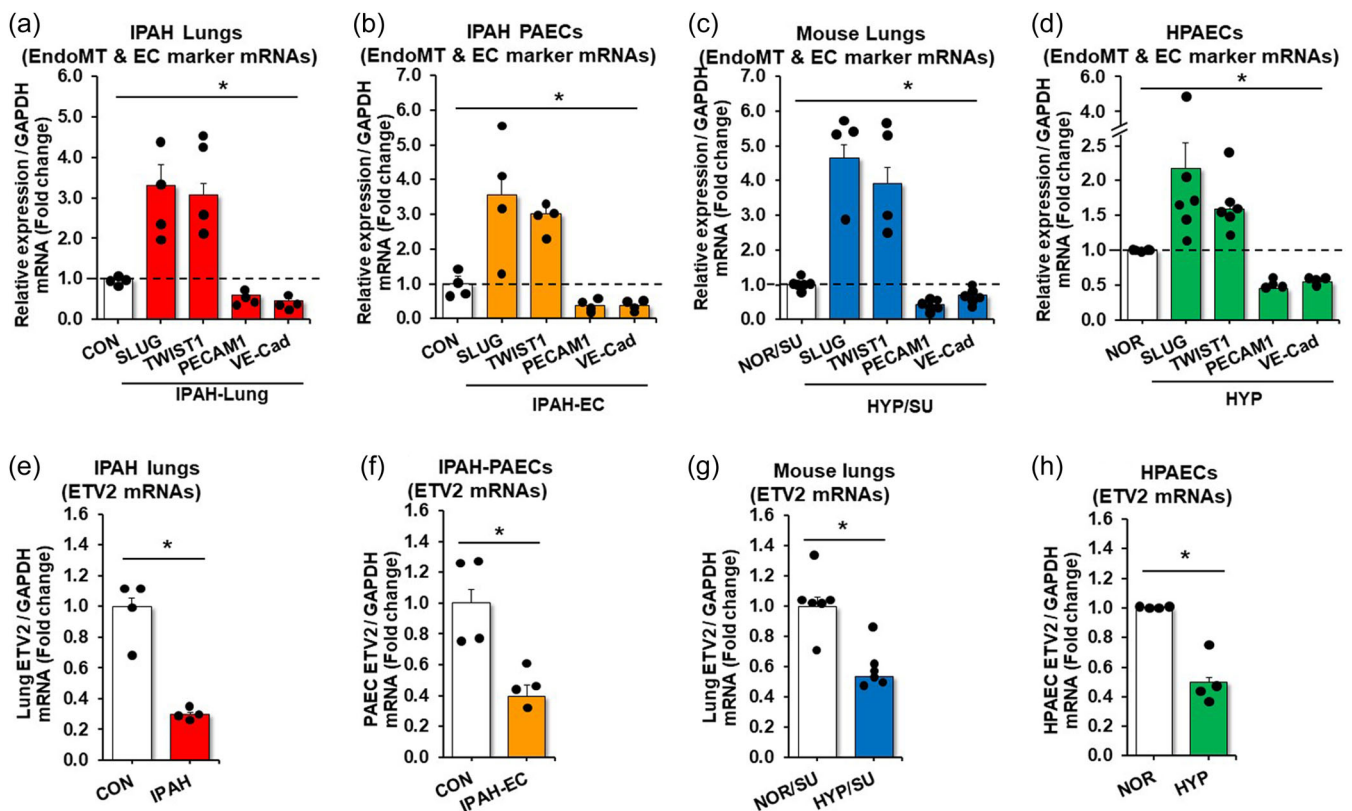 (a)
IPAH Lungs
(EndoMT & EC marker mRNAs)
Relative expression / GAPDH
mRNA (Fold change)
6.0
5.0
4.0
3.0
2.0
1.0
0.0
*
CON
SLUG
TWIST1
PECAM1
VE-Cad
IPAH-Lung
(b)
IPAH PAECs
(EndoMT & EC marker mRNAs)
Relative expression / GAPDH
mRNA (Fold change)
7.0
6.0
5.0
4.0
3.0
2.0
1.0
0.0
*
CON
SLUG
TWIST1
PECAM1
VE-Cad
IPAH-EC
(c)
Mouse Lungs
(EndoMT & EC marker mRNAs)
Relative expression / GAPDH
mRNA (Fold change)
7.0
6.0
5.0
4.0
3.0
2.0
1.0
0.0
*
NOR/SU
SLUG
TWIST1
PECAM1
VE-Cad
HYP/SU
(d)
HPAECs
(EndoMT & EC marker mRNAs)
Relative expression / GAPDH
mRNA (Fold change)
6.0
2.5
2.0
1.5
1.0
0.5
0.0
*
NOR
SLUG
TWIST1
PECAM1
VE-Cad
HYP
(e)
IPAH lungs
(ETV2 mRNAs)
Lung ETV2 / GAPDH
mRNA (Fold change)
1.6
1.4
1.2
1.0
0.8
0.6
0.4
0.2
0.0
*
CON
IPAH
(f)
IPAH-PAECs
(ETV2 mRNAs)
PAEC ETV2 / GAPDH
mRNA (Fold change)
1.6
1.4
1.2
1.0
0.8
0.6
0.4
0.2
0.0
*
CON
IPAH-EC
(g)
Mouse lungs
(ETV2 mRNAs)
Lung ETV2 / GAPDH
mRNA (Fold change)
1.6
1.4
1.2
1.0
0.8
0.6
0.4
0.2
0.0
*
NOR/SU
HYP/SU
(h)
HPAECs
(ETV2 mRNAs)
HPAEC ETV2 / GAPDH
mRNA (Fold change)
1.6
1.4
1.2
1.0
0.8
0.6
0.4
0.2
0.0
*
NOR
HYP